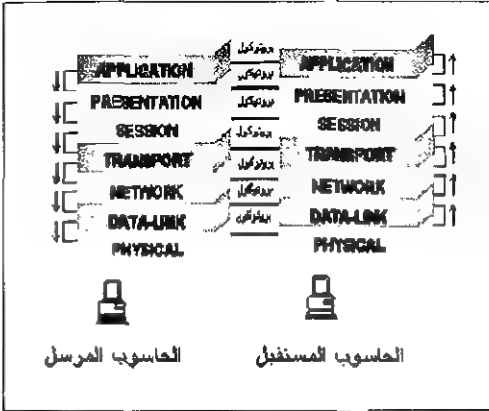 APPLICATION بروتوكول APPLICATION
بروتوكول
PRESENTATION بروتوكول PRESENTATION
SESSION بروتوكول SESSION
TRANSPORT بروتوكول TRANSPORT
NETWORK بروتوكول NETWORK
DATA-LINK بروتوكول DATA-LINK
PHYSICAL PHYSICAL
الحاسوب المرسل الحاسوب المستقبل